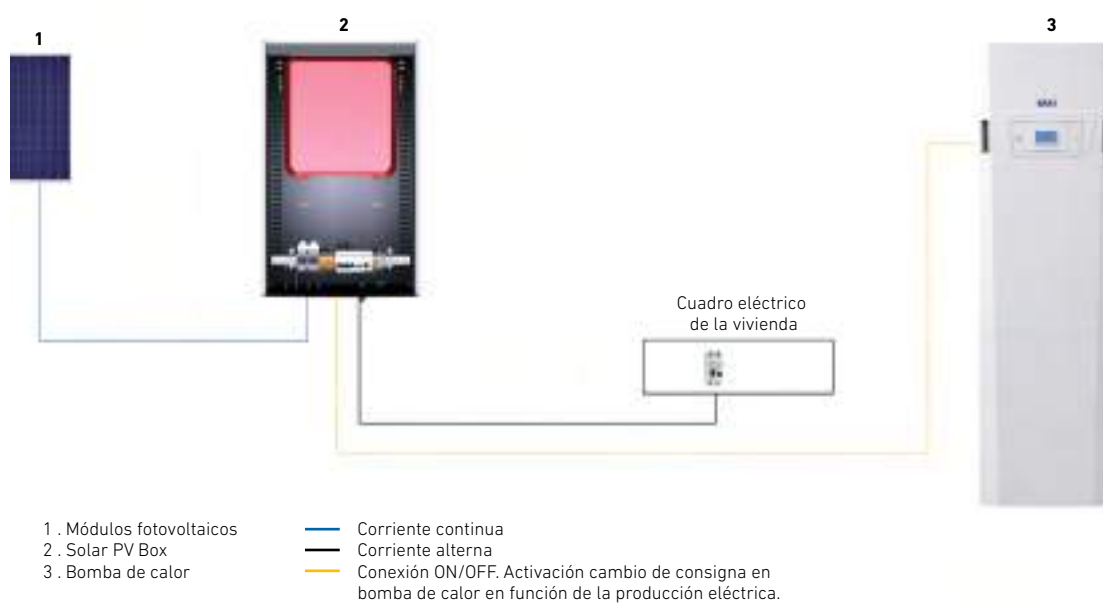 1
2
3
Cuadro eléctrico
de la vivienda
1 . Módulos fotovoltaicos
2 . Solar PV Box
3 . Bomba de calor
Corriente continua
Corriente alterna
Conexión ON/OFF. Activación cambio de consigna en
bomba de calor en función de la producción eléctrica.